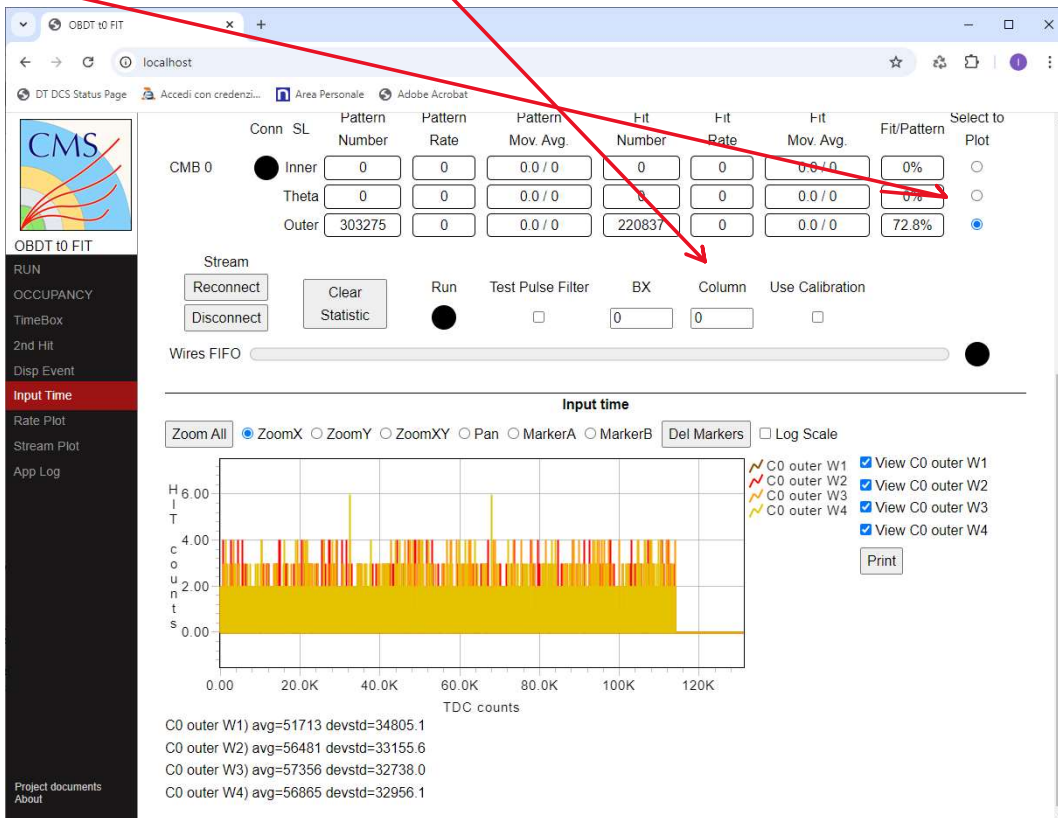 OBDT t0 FIT
localhost
DT DCS Status Page Accedi con credenzi... Area Personale Adobe Acrobat
CMS
OBDT t0 FIT
RUN
OCCUPANCY
TimeBox
2nd Hit
Disp Event
Input Time
Rate Plot
Stream Plot
App Log
Project documents
About
Conn SL Pattern Number Pattern Rate Pattern Mov. Avg. Fit Number Fit Rate Fit Mov. Avg. Fit/Pattern Select to Plot
CMB 0 Inner 0 0 0.0 / 0 0 0 0.0 / 0 0%
Theta 0 0 0.0 / 0 0 0 0.0 / 0 0%
Outer 303275 0 0.0 / 0 220837 0 0.0 / 0 72.8%
Stream
Reconnect
Disconnect
Clear Statistic
Run Test Pulse Filter BX Column Use Calibration
0 0
Wires FIFO
Input time
Zoom All ZoomX ZoomY ZoomXY Pan MarkerA MarkerB Del Markers Log Scale
HIT counts
6.00
4.00
2.00
0.00
0.00 20.0K 40.0K 60.0K 80.0K 100K 120K
TDC counts
C0 outer W1
C0 outer W2
C0 outer W3
C0 outer W4
View C0 outer W1
View C0 outer W2
View C0 outer W3
View C0 outer W4
Print
C0 outer W1) avg=51713 devstd=34805.1
C0 outer W2) avg=56481 devstd=33155.6
C0 outer W3) avg=57356 devstd=32738.0
C0 outer W4) avg=56865 devstd=32956.1